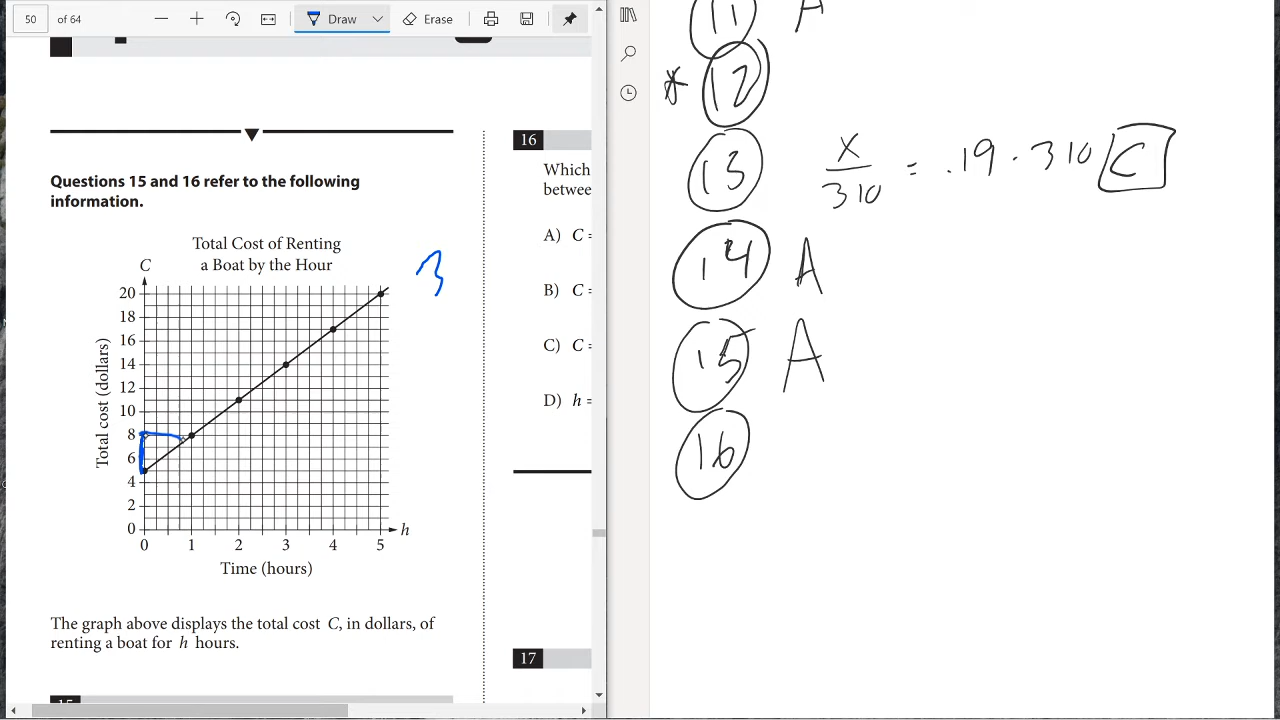 50 of 64
Draw
Erase
Questions 15 and 16 refer to the following
information.
Total Cost of Renting
a Boat by the Hour
C
3
Total cost (dollars)
20
18
16
14
12
10
8
6
4
2
0
0 1 2 3 4 5
h
Time (hours)
The graph above displays the total cost C, in dollars, of
renting a boat for h hours.
16
Which
betwee
A) C =
B) C =
C) C =
D) h =
17
11 A
* 12
13 x/310 = .19 · 310 C
14 A
15 A
16